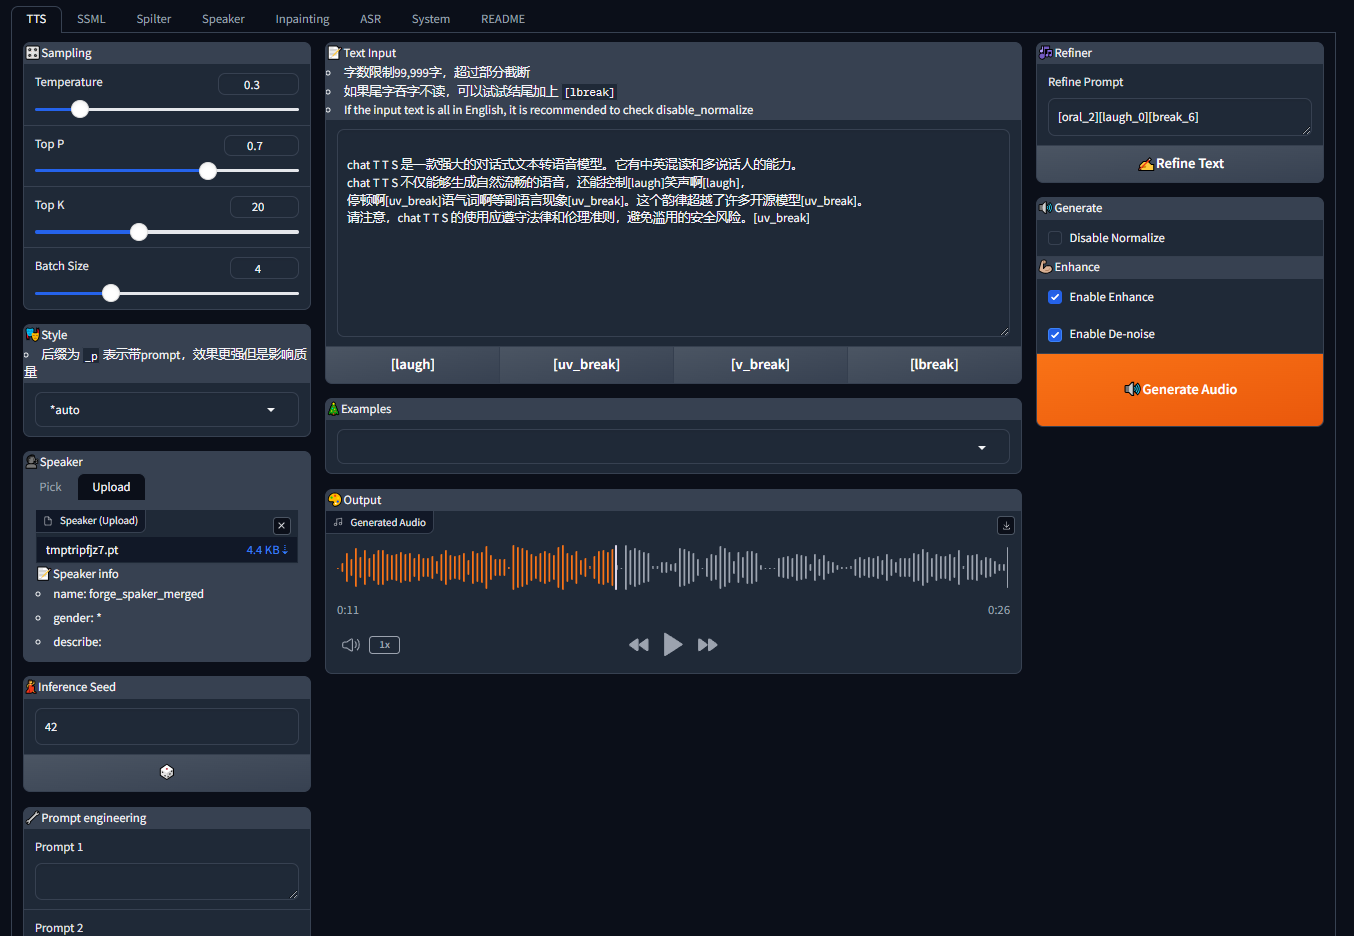 TTS SSML Spilter Speaker Inpainting ASR System README
Sampling
Temperature 0.3
Top P 0.7
Top K 20
Batch Size 4
Style
后缀为 _p 表示带prompt，效果更强但是影响质
量
*auto
Speaker
Pick Upload
Speaker (Upload)
tmptripfjz7.pt 4.4 KB⇣
Speaker info
name: forge_spaker_merged
gender: *
describe:
Inference Seed
42
Prompt engineering
Prompt 1
Prompt 2
Text Input
字数限制99,999字，超过部分截断
如果尾字吞字不读，可以试试结尾加上 [lbreak]
If the input text is all in English, it is recommended to check disable_normalize
chat T T S 是一款强大的对话式文本转语音模型。它有中英混读和多说话人的能力。
chat T T S 不仅能够生成自然流畅的语音，还能控制[laugh]笑声啊[laugh]，
停顿啊[uv_break]语气词啊等副语言现象[uv_break]。这个韵律超越了许多开源模型[uv_break]。
请注意，chat T T S 的使用应遵守法律和伦理准则，避免滥用的安全风险。[uv_break]
[laugh] [uv_break] [v_break] [lbreak]
Examples
Output
Generated Audio
0:11 0:26
1x
Refiner
Refine Prompt
[oral_2][laugh_0][break_6]
Refine Text
Generate
Disable Normalize
Enhance
Enable Enhance
Enable De-noise
Generate Audio